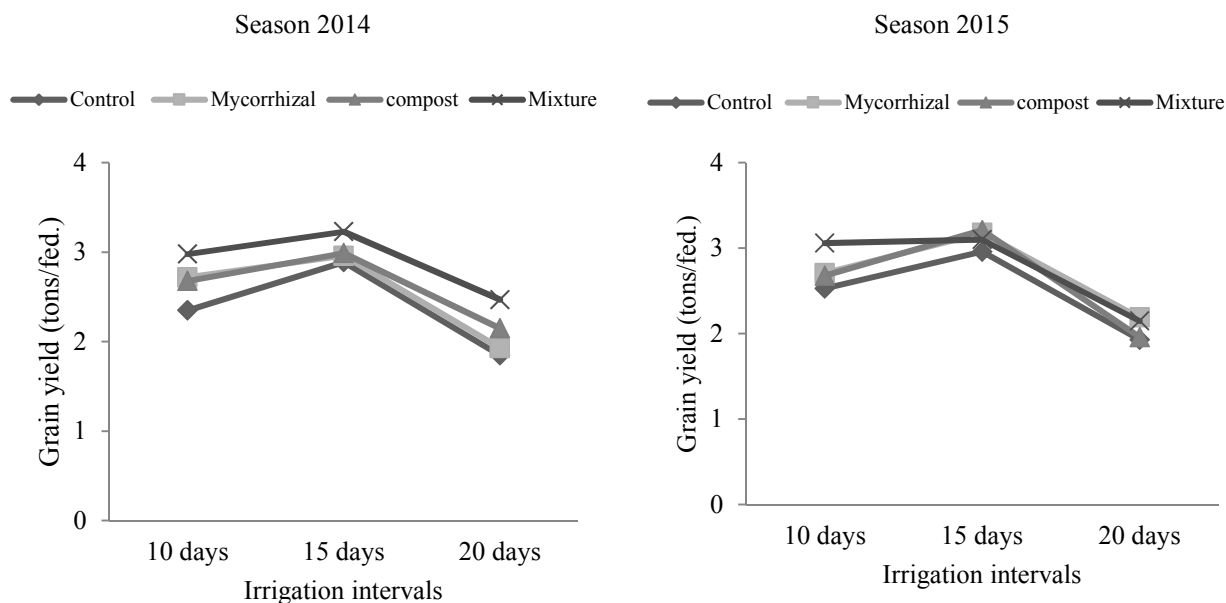 Season 2014
Control Mycorrhizal compost Mixture
4
3
2
1
0
Grain yield (tons/fed.)
10 days 15 days 20 days
Irrigation intervals
Season 2015
Control Mycorrhizal compost Mixture
4
3
2
1
0
Grain yield (tons/fed.)
10 days 15 days 20 days
Irrigation intervals